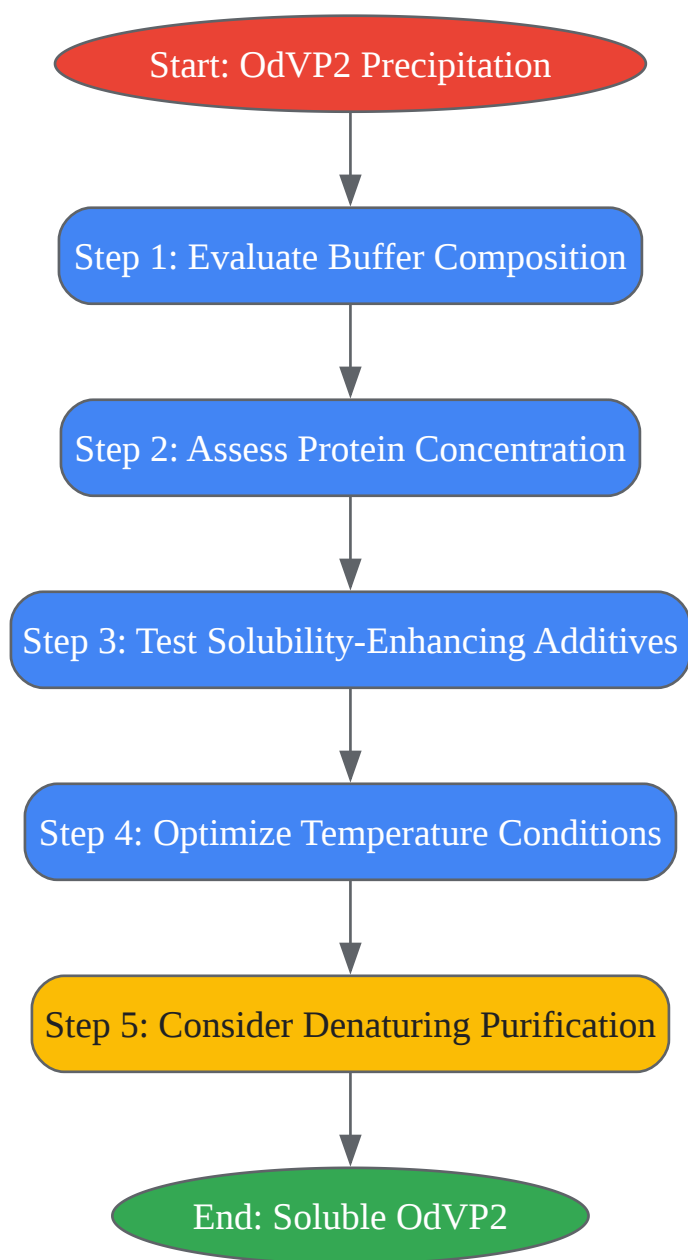 Start: OdVP2 Precipitation
Step 1: Evaluate Buffer Composition
Step 2: Assess Protein Concentration
Step 3: Test Solubility-Enhancing Additives
Step 4: Optimize Temperature Conditions
Step 5: Consider Denaturing Purification
End: Soluble OdVP2